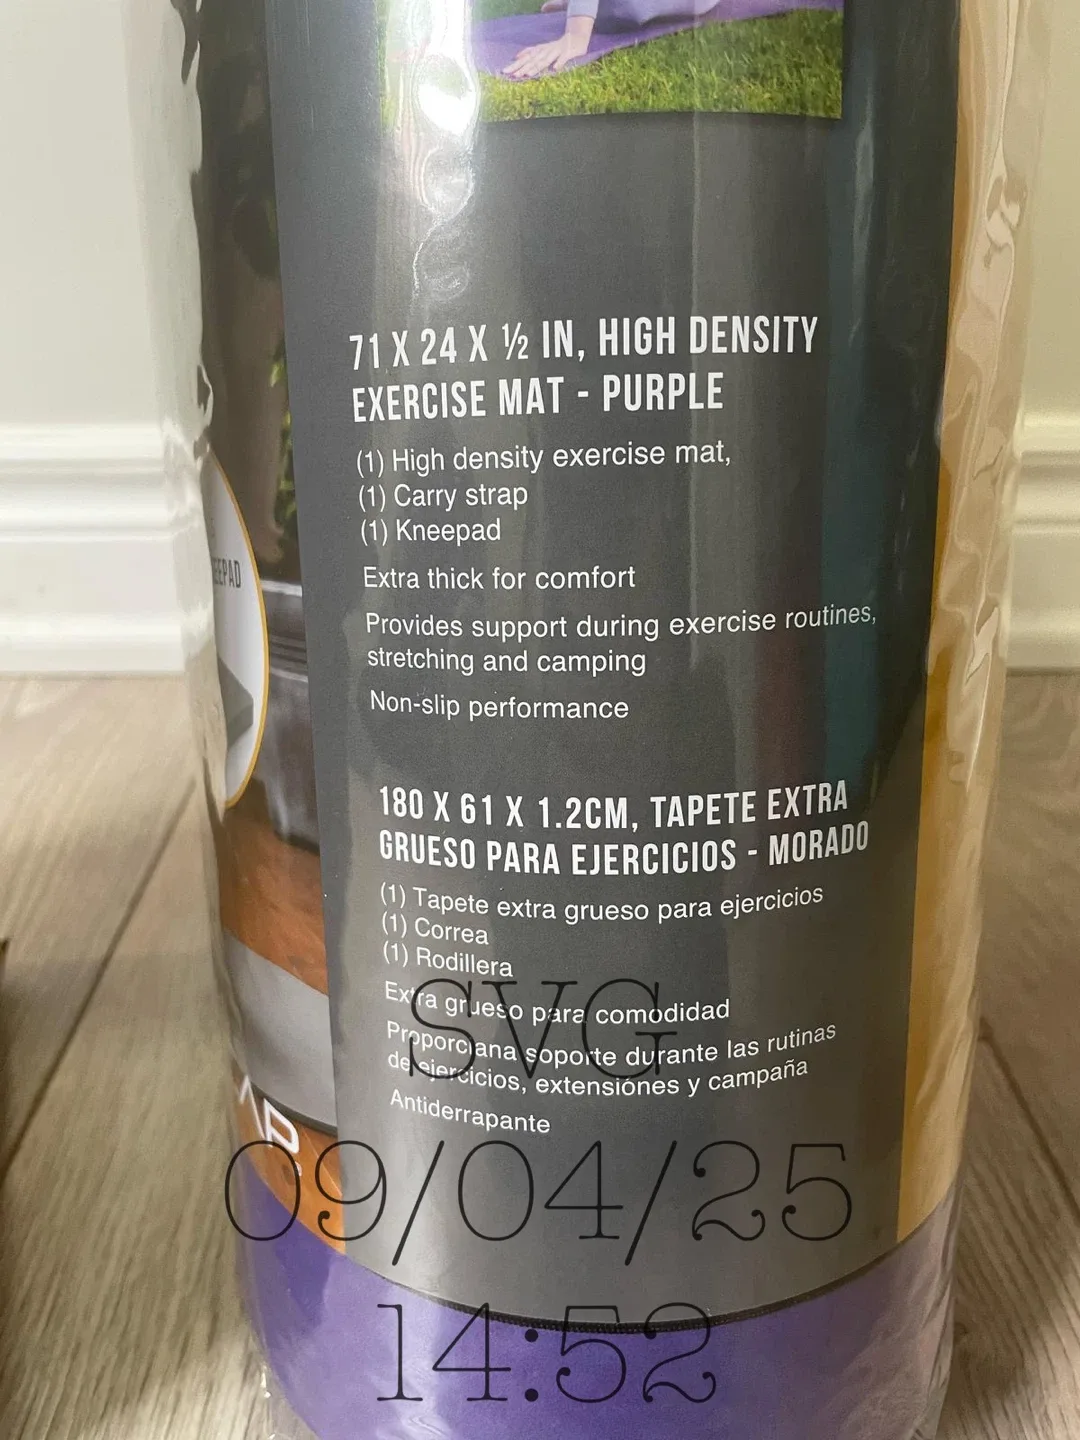 71 X 24 X ½ IN, HIGH DENSITY
EXERCISE MAT - PURPLE
(1) High density exercise mat,
(1) Carry strap
(1) Kneepad
Extra thick for comfort
Provides support during exercise routines,
stretching and camping
Non-slip performance
180 X 61 X 1.2CM, TAPETE EXTRA
GRUESO PARA EJERCICIOS - MORADO
(1) Tapete extra grueso para ejercicios
(1) Correa
(1) Rodillera
Extra grueso para comodidad
Proporciana soporte durante las rutinas
de ejercicios, extensiónes y campaña
Antiderrapante
SVG
09/04/25
14:52